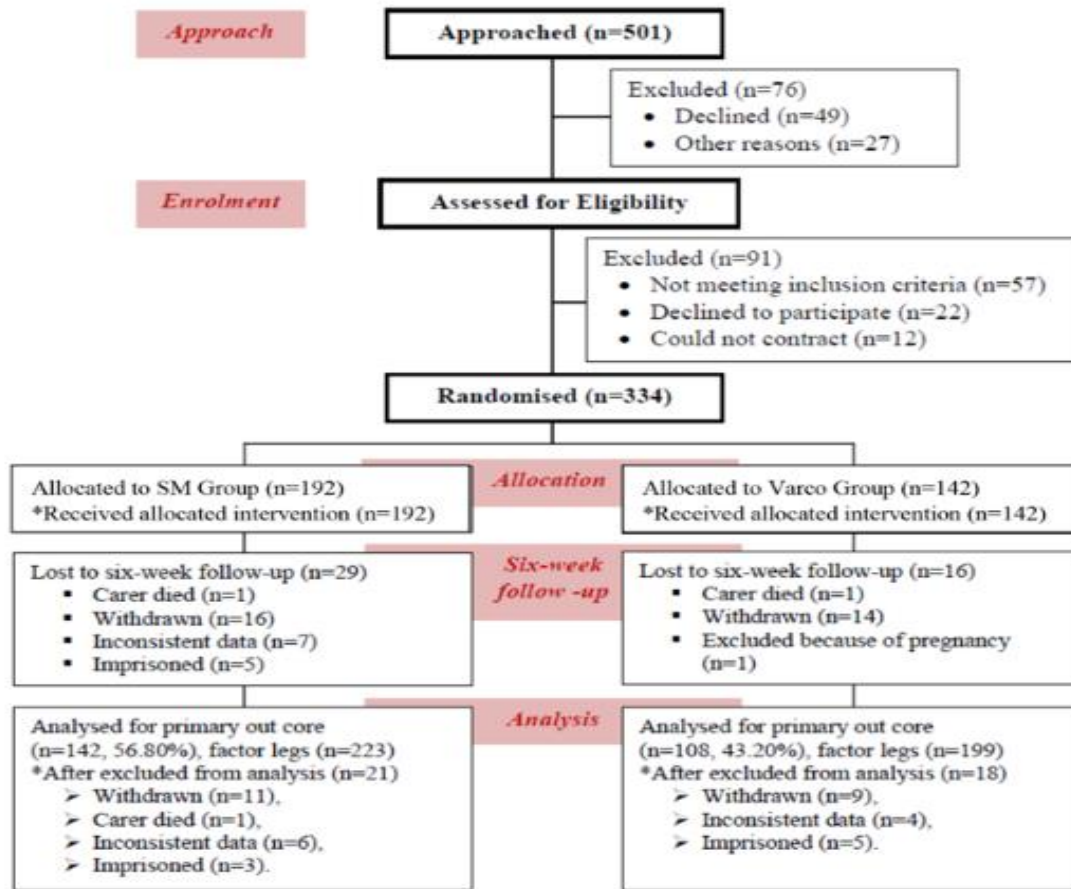 Approach
Approached (n=501)
Excluded (n=76)
• Declined (n=49)
• Other reasons (n=27)
Enrolment
Assessed for Eligibility
Excluded (n=91)
• Not meeting inclusion criteria (n=57)
• Declined to participate (n=22)
• Could not contract (n=12)
Randomised (n=334)
Allocation
Allocated to SM Group (n=192)
*Received allocated intervention (n=192)
Allocated to Varco Group (n=142)
*Received allocated intervention (n=142)
Six-week
follow -up
Lost to six-week follow-up (n=29)
▪ Carer died (n=1)
▪ Withdrawn (n=16)
▪ Inconsistent data (n=7)
▪ Imprisoned (n=5)
Lost to six-week follow-up (n=16)
▪ Carer died (n=1)
▪ Withdrawn (n=14)
▪ Excluded because of pregnancy
(n=1)
Analysis
Analysed for primary out core
(n=142, 56.80%), factor legs (n=223)
*After excluded from analysis (n=21)
➢ Withdrawn (n=11),
➢ Carer died (n=1),
➢ Inconsistent data (n=6),
➢ Imprisoned (n=3).
Analysed for primary out core
(n=108, 43.20%), factor legs (n=199)
*After excluded from analysis (n=18)
➢ Withdrawn (n=9),
➢ Inconsistent data (n=4),
➢ Imprisoned (n=5).